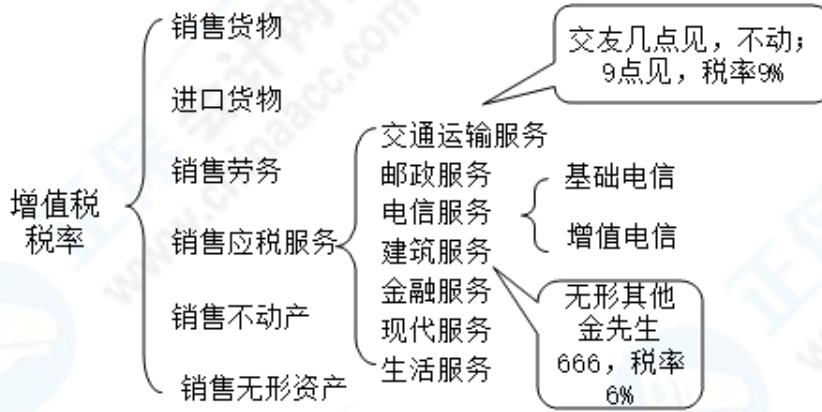 增值税
税率
销售货物
进口货物
销售劳务
销售应税服务
销售不动产
销售无形资产
交通运输服务
邮政服务
电信服务
建筑服务
金融服务
现代服务
生活服务
基础电信
增值电信
交友几点见，不动；
9点见，税率9%
无形其他
金先生
666，税率
6%